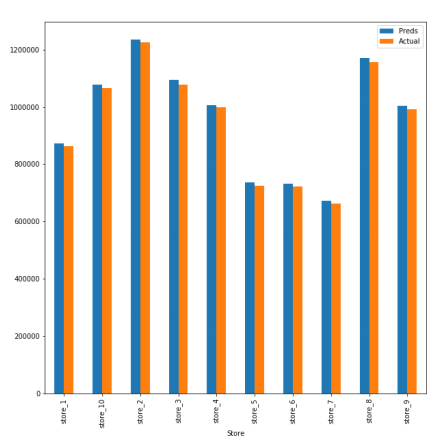 Preds
Actual
1200000
1000000
800000
600000
400000
200000
0
store_1
store_10
store_2
store_3
store_4
store_5
store_6
store_7
store_8
store_9
Store